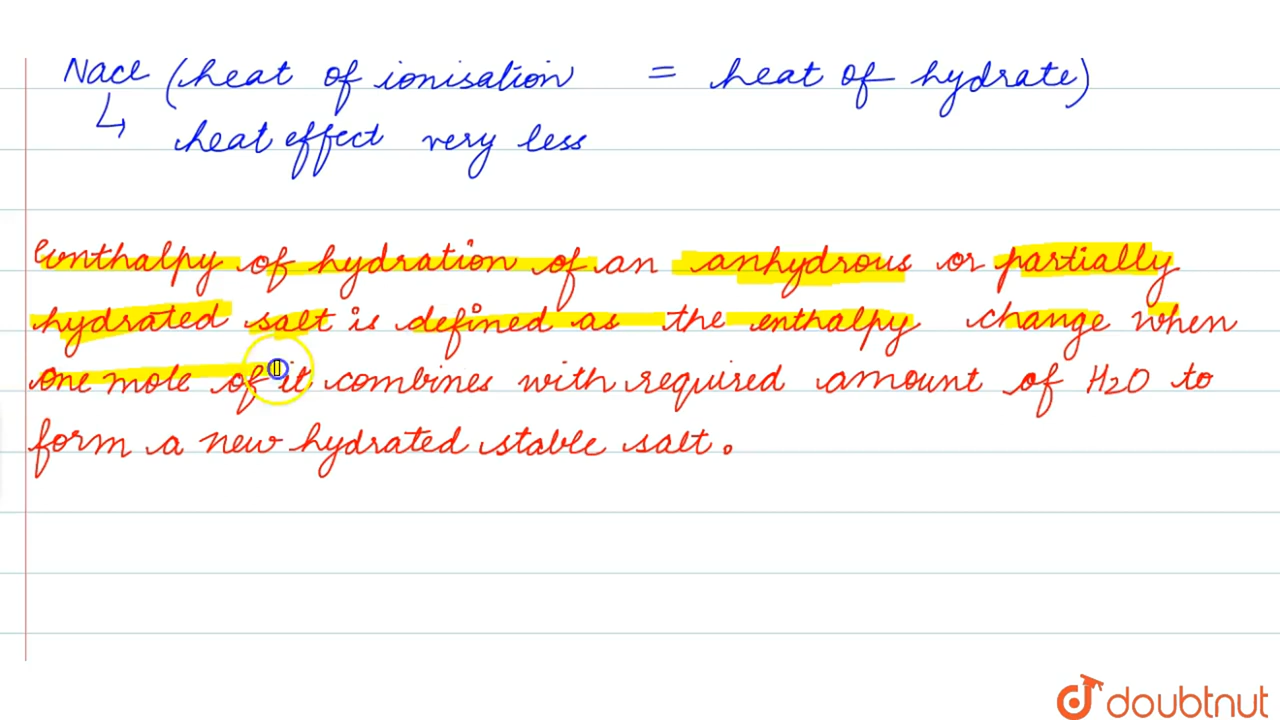 Nacl (heat of ionisation = heat of hydrate)
↳ heat effect very less
Enthalpy of hydration of an anhydrous or partially
hydrated salt is defined as the enthalpy change when
one mole of it combines with required amount of H2O to
form a new hydrated stable salt.
doubtnut